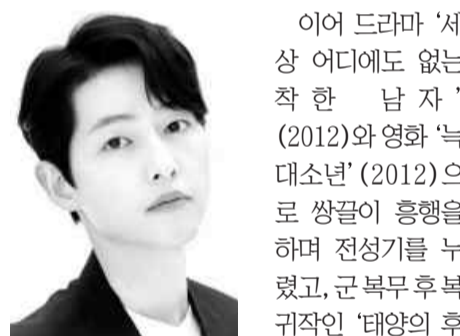 이어 드라마 ‘세
상 어디에도 없는
착한 남자’
(2012)와 영화 ‘늑
대소년’(2012)으
로 쌍끌이 흥행을
하며 전성기를 누
렸고, 군 복무 후 복
귀작인 ‘태양의 후